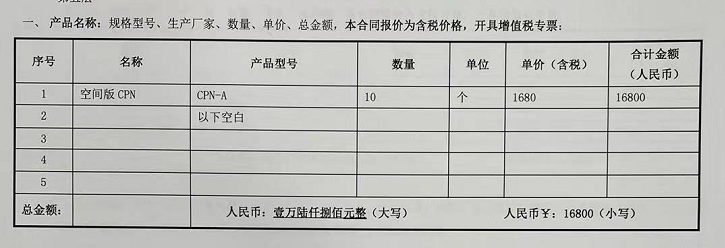 一、产品名称：规格型号、生产厂家、数量、单价、总金额，本合同报价为含税价格，开具增值税专票：
序号 名称 产品型号 数量 单位 单价（含税） 合计金额（人民币）
1 空间版 CPN CPN-A 10 个 1680 16800
2 以下空白
3
4
5
总金额： 人民币：壹万陆仟捌佰元整（大写） 人民币¥：16800（小写）